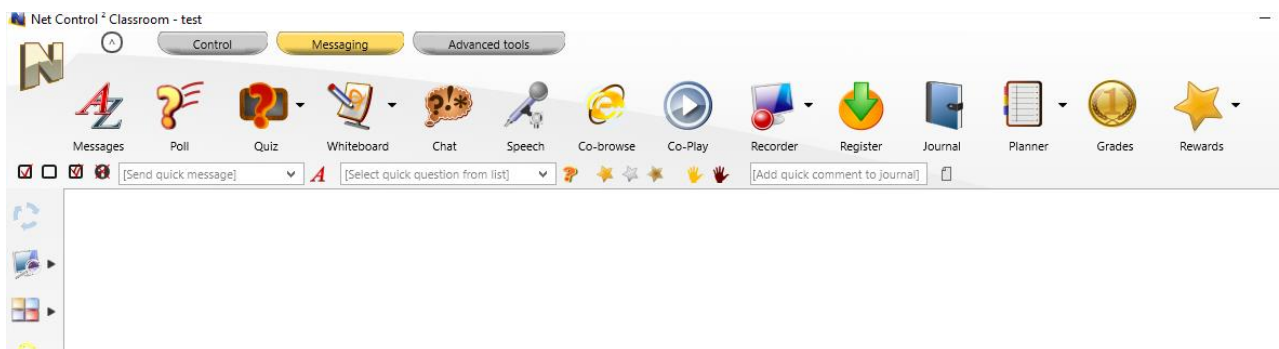 Net Control ² Classroom - test
Control Messaging Advanced tools
Messages Poll Quiz Whiteboard Chat Speech Co-browse Co-Play Recorder Register Journal Planner Grades Rewards
[Send quick message] [Select quick question from list] [Add quick comment to journal]